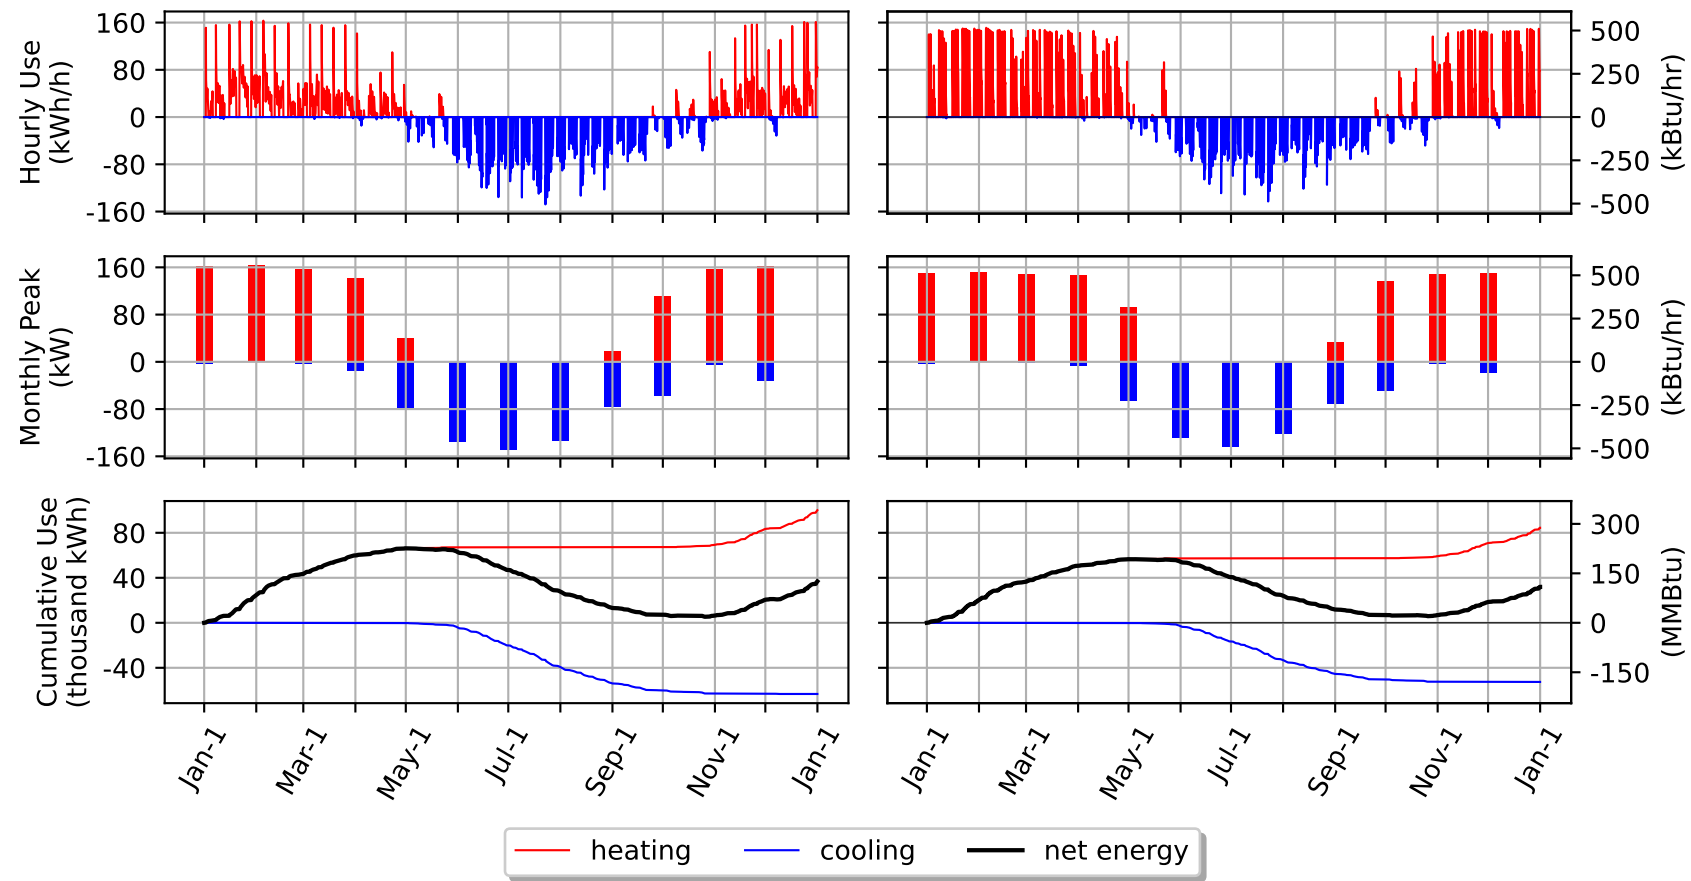 Hourly Use
(kWh/h)
160
80
0
-80
-160
500
250
0
-250
-500
(kBtu/hr)
Monthly Peak
(kW)
160
80
0
-80
-160
500
250
0
-250
-500
(kBtu/hr)
Cumulative Use
(thousand kWh)
80
40
0
-40
300
150
0
-150
(MMBtu)
Jan-1 Mar-1 May-1 Jul-1 Sep-1 Nov-1 Jan-1
Jan-1 Mar-1 May-1 Jul-1 Sep-1 Nov-1 Jan-1
heating cooling net energy